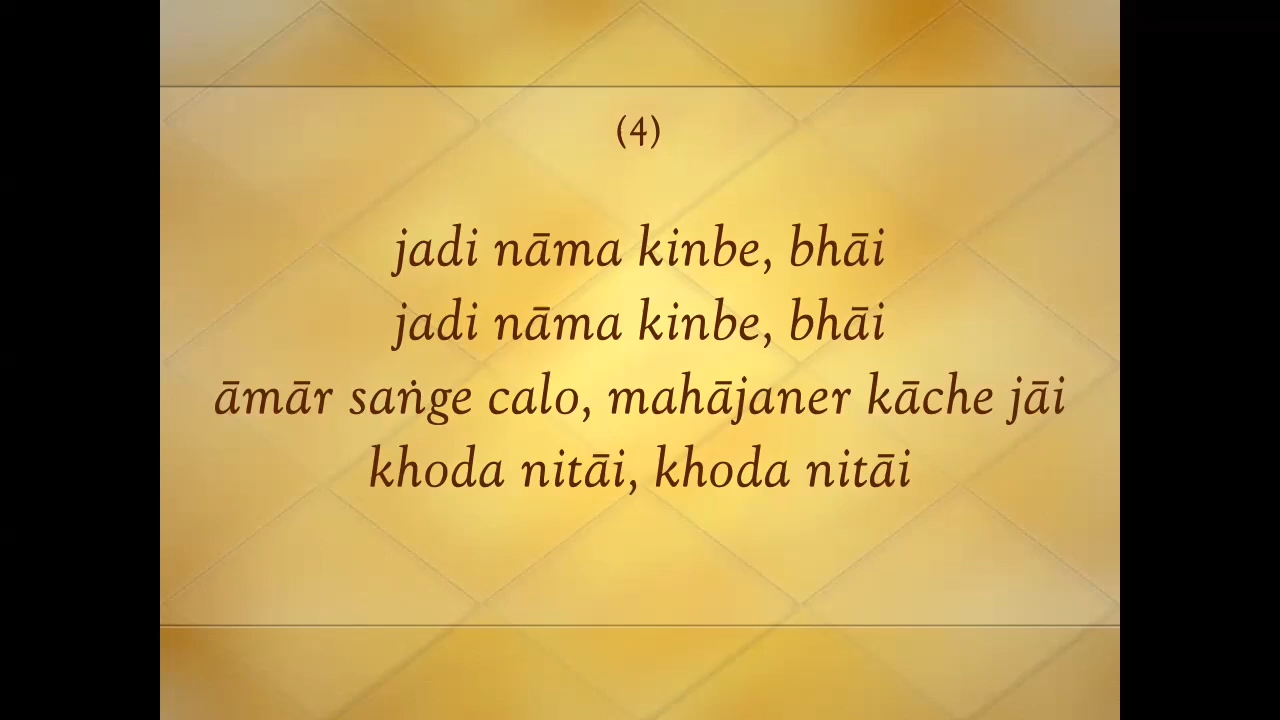 (4)
jadi nāma kinbe, bhāi
jadi nāma kinbe, bhāi
āmār saṅge calo, mahājaner kāche jāi
khoda nitāi, khoda nitāi